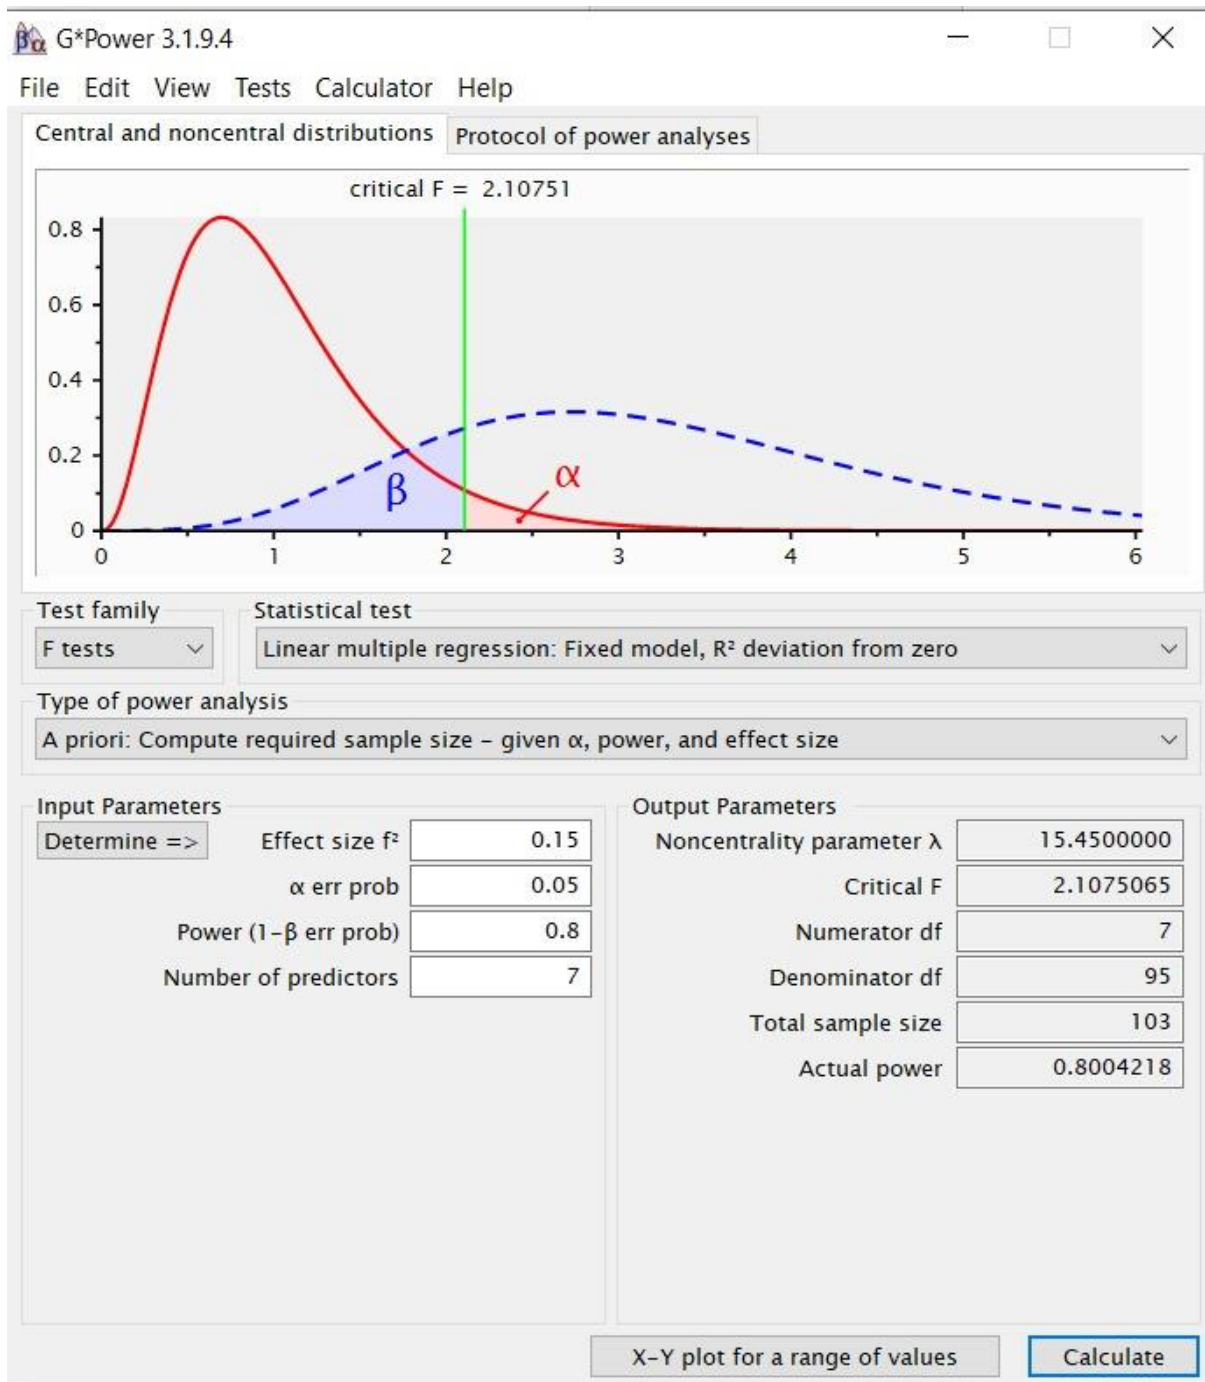 G*Power 3.1.9.4
File Edit View Tests Calculator Help
Central and noncentral distributions Protocol of power analyses
critical F = 2.10751
0.8
0.6
0.4
0.2
0
β
α
0 1 2 3 4 5 6
Test family Statistical test
F tests Linear multiple regression: Fixed model, R² deviation from zero
Type of power analysis
A priori: Compute required sample size – given α, power, and effect size
Input Parameters Output Parameters
Determine => Effect size f² 0.15 Noncentrality parameter λ 15.4500000
α err prob 0.05 Critical F 2.1075065
Power (1–β err prob) 0.8 Numerator df 7
Number of predictors 7 Denominator df 95
Total sample size 103
Actual power 0.8004218
X–Y plot for a range of values Calculate